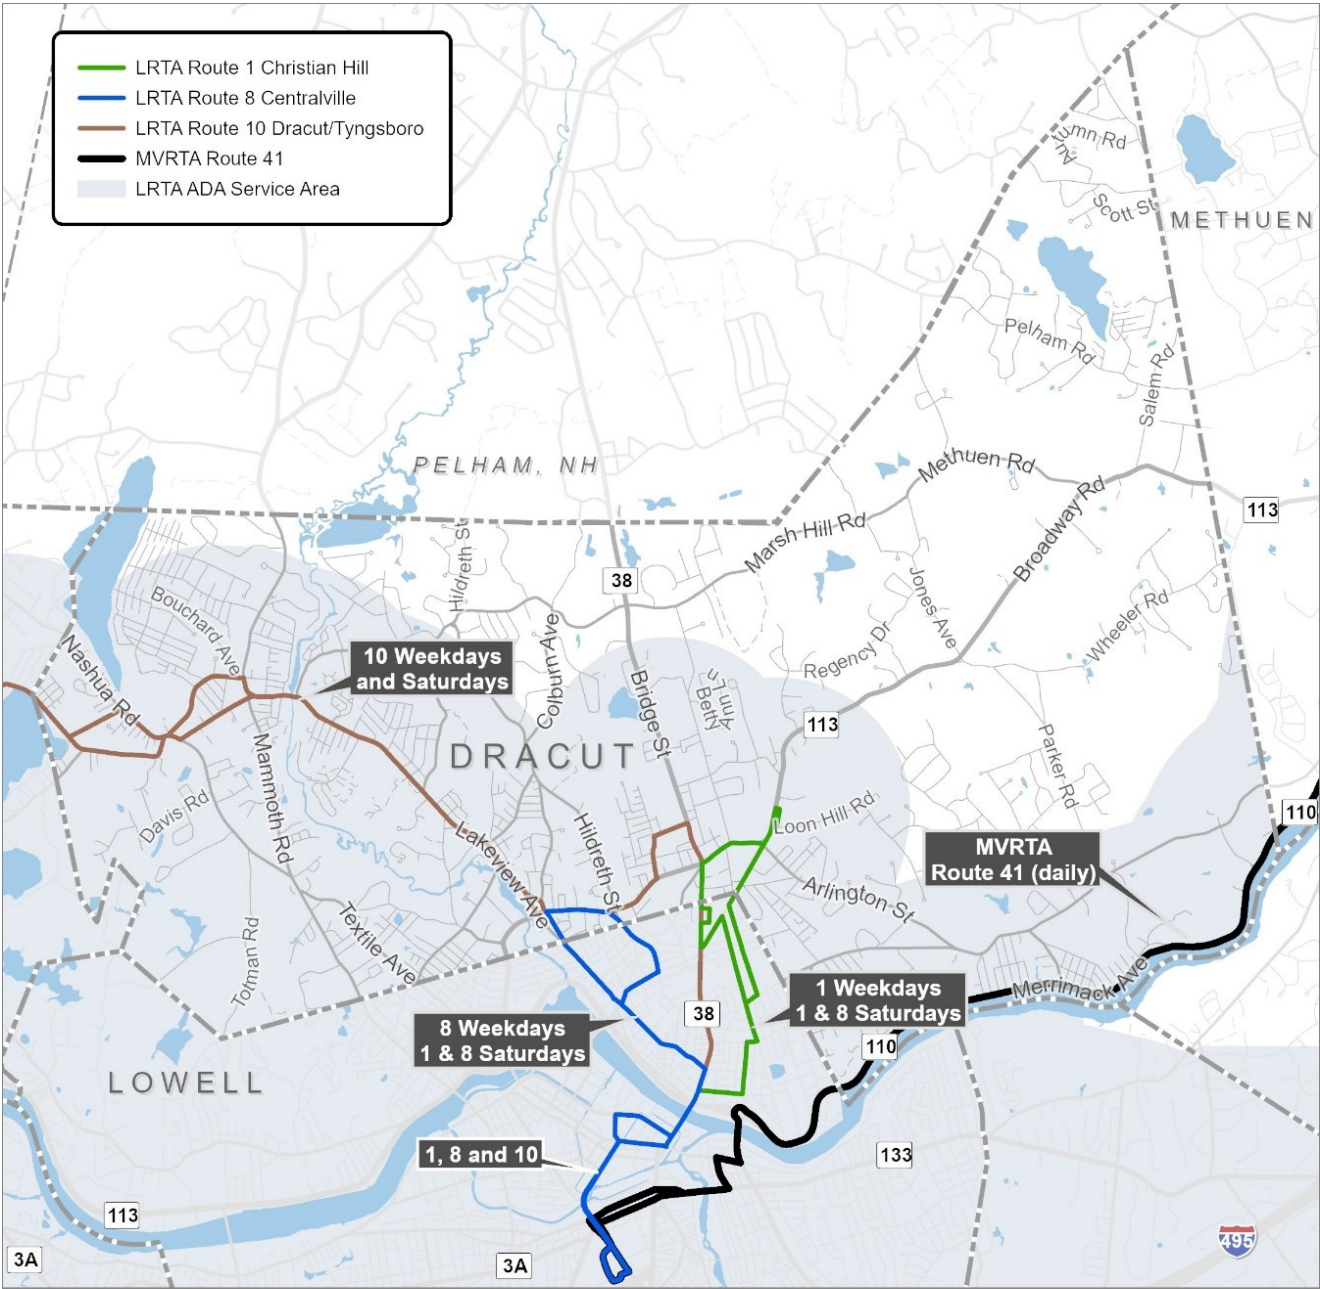 LRTA Route 1 Christian Hill
LRTA Route 8 Centralville
LRTA Route 10 Dracut/Tyngsboro
MVRTA Route 41
LRTA ADA Service Area
Autumn Rd
Scott St
METHUEN
Pelham Rd
Salem Rd
PELHAM, NH
Methuen Rd
Broadway Rd
113
Marsh Hill Rd
Hildreth St
38
Bouchard Ave
Jones Ave
Wheeler Rd
Colburn Ave
Regency Dr
Nashua Rd
10 Weekdays
and Saturdays
Bridge St
Betty
Ann Ln
113
DRACUT
Mammoth Rd
Parker Rd
Davis Rd
Loon Hill Rd
110
Lakeview Ave
Hildreth St
MVRTA
Route 41 (daily)
Arlington St
Textile Ave
Totman Rd
Merrimack Ave
1 Weekdays
1 & 8 Saturdays
38
8 Weekdays
1 & 8 Saturdays
110
LOWELL
1, 8 and 10
133
113
3A
3A
495